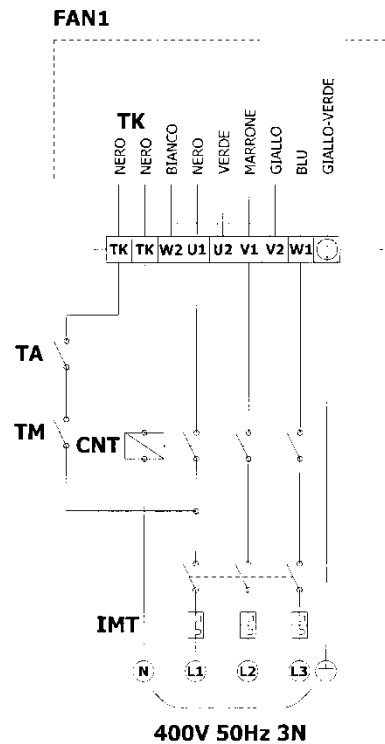 FAN1
TK
NERO
NERO
BIANCO
NERO
VERDE
MARRONE
GIALLO
BLU
GIALLO-VERDE
TK TK W2 U1 U2 V1 V2 W1
TA
TM
CNT
IMT
N L1 L2 L3
400V 50Hz 3N